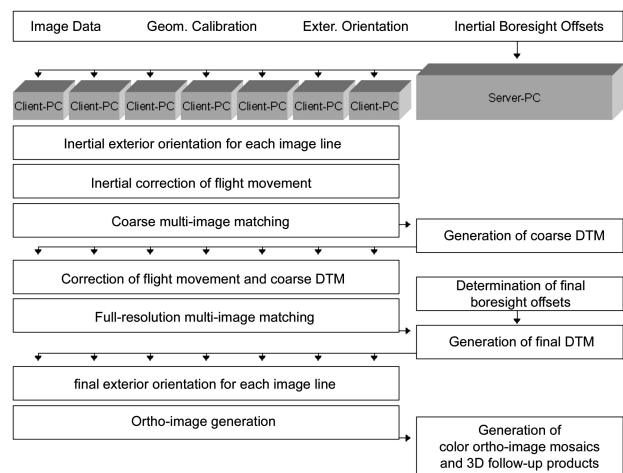 Image Data Geom. Calibration Exter. Orientation Inertial Boresight Offsets
Client-PC Client-PC Client-PC Client-PC Client-PC Client-PC Client-PC Server-PC
Inertial exterior orientation for each image line
Inertial correction of flight movement
Coarse multi-image matching
Generation of coarse DTM
Correction of flight movement and coarse DTM
Determination of final
boresight offsets
Full-resolution multi-image matching
Generation of final DTM
final exterior orientation for each image line
Ortho-image generation
Generation of
color ortho-image mosaics
and 3D follow-up products